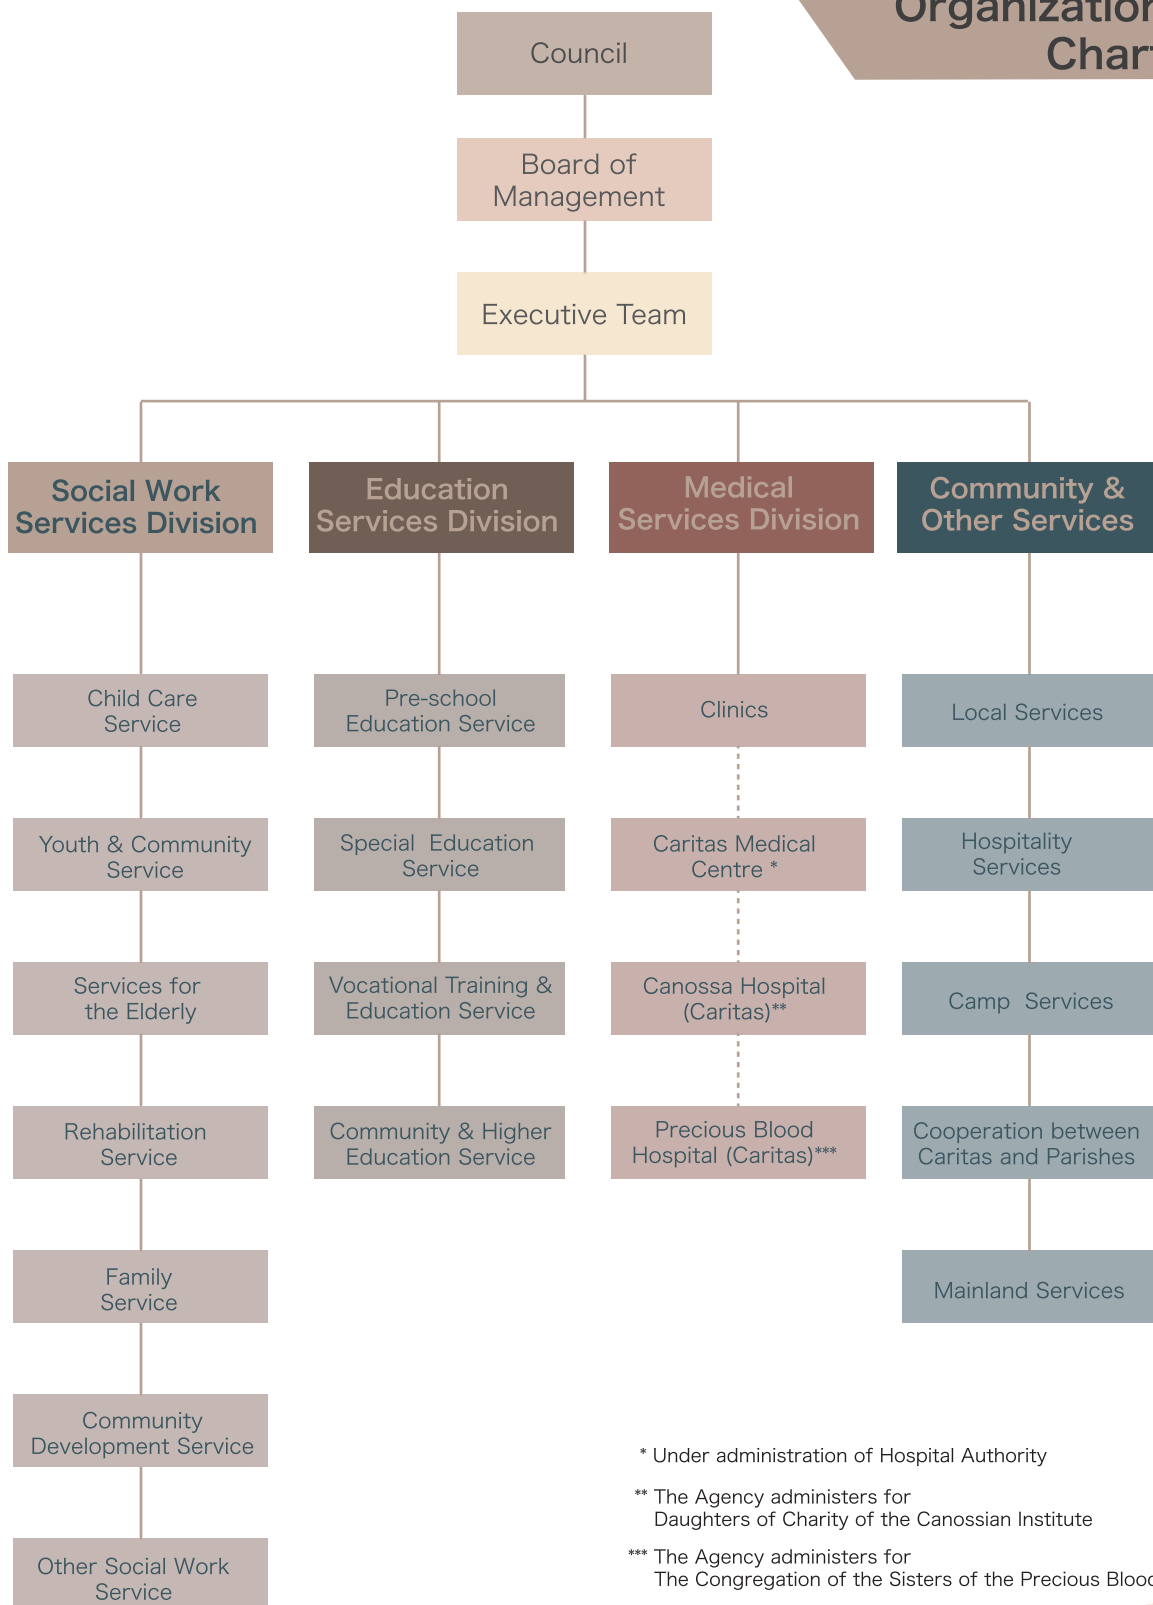 Organization
Chart
Council
Board of
Management
Executive Team
Social Work
Services Division
Education
Services Division
Medical
Services Division
Community &
Other Services
Child Care
Service
Youth & Community
Service
Services for
the Elderly
Rehabilitation
Service
Family
Service
Community
Development Service
Other Social Work
Service
Pre-school
Education Service
Special  Education
Service
Vocational Training &
Education Service
Community & Higher
Education Service
Clinics
Caritas Medical
Centre *
Canossa Hospital
(Caritas)**
Precious Blood
Hospital (Caritas)***
Local Services
Hospitality
Services
Camp  Services
Cooperation between
Caritas and Parishes
Mainland Services
* Under administration of Hospital Authority
** The Agency administers for
Daughters of Charity of the Canossian Institute
*** The Agency administers for
The Congregation of the Sisters of the Precious Blood